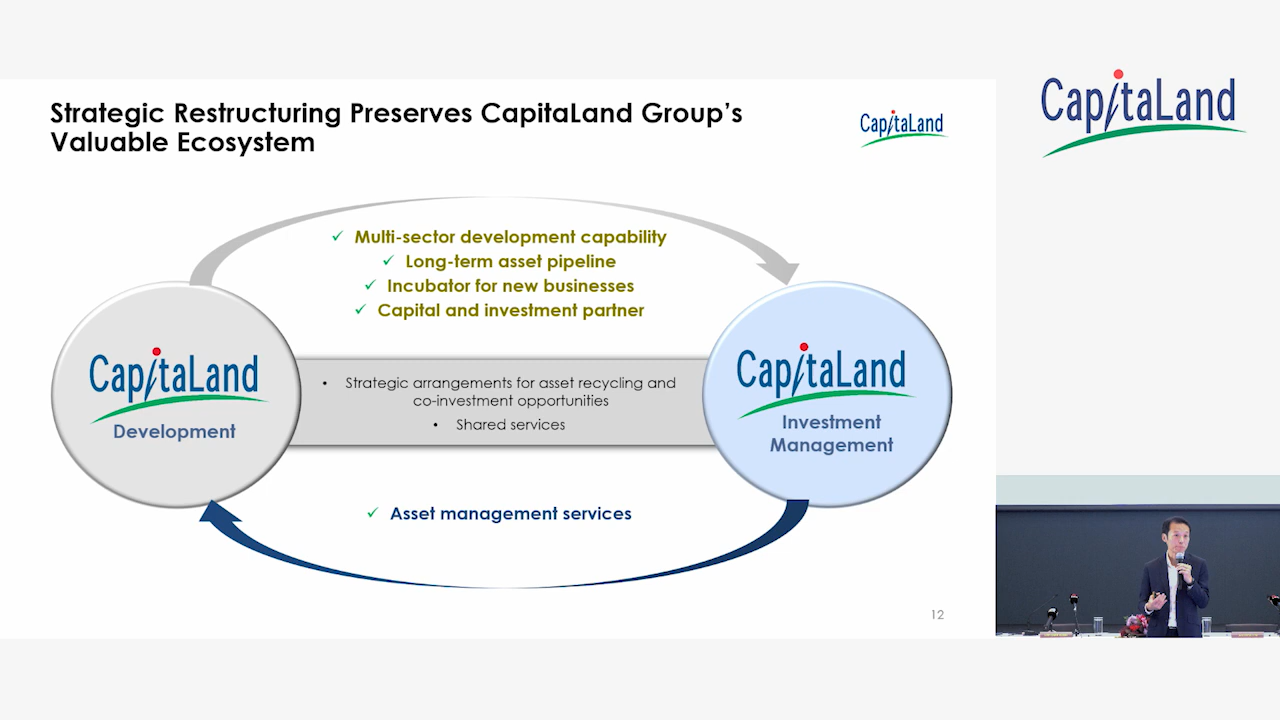 Strategic Restructuring Preserves CapitaLand Group’s
Valuable Ecosystem
CapitaLand
CapitaLand
✓ Multi-sector development capability
✓ Long-term asset pipeline
✓ Incubator for new businesses
✓ Capital and investment partner
CapitaLand
Development
• Strategic arrangements for asset recycling and
co-investment opportunities
• Shared services
CapitaLand
Investment
Management
✓ Asset management services
12